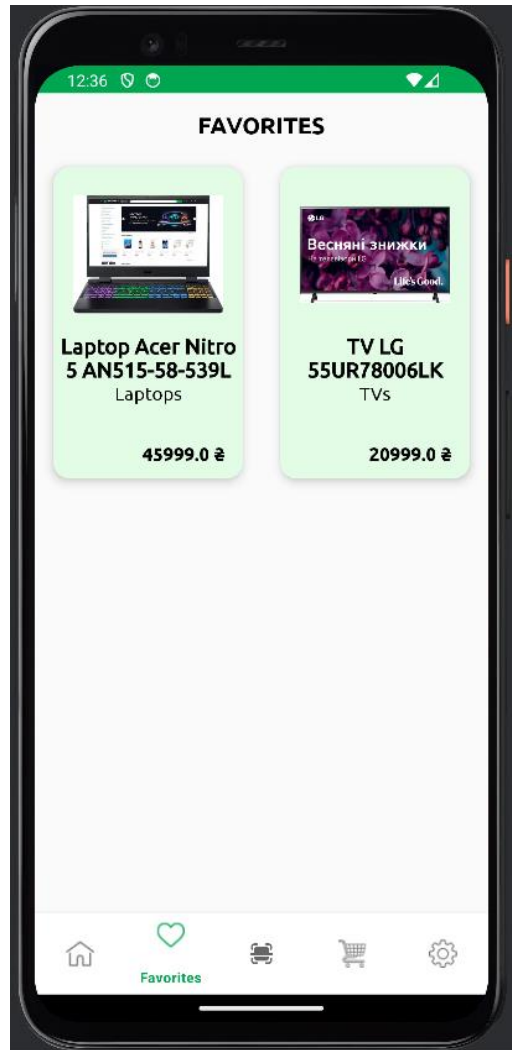 12:36
FAVORITES
LG
Весняні знижки
Life's Good.
Laptop Acer Nitro
5 AN515-58-539L
Laptops
45999.0 ₴
TV LG
55UR78006LK
TVs
20999.0 ₴
Favorites